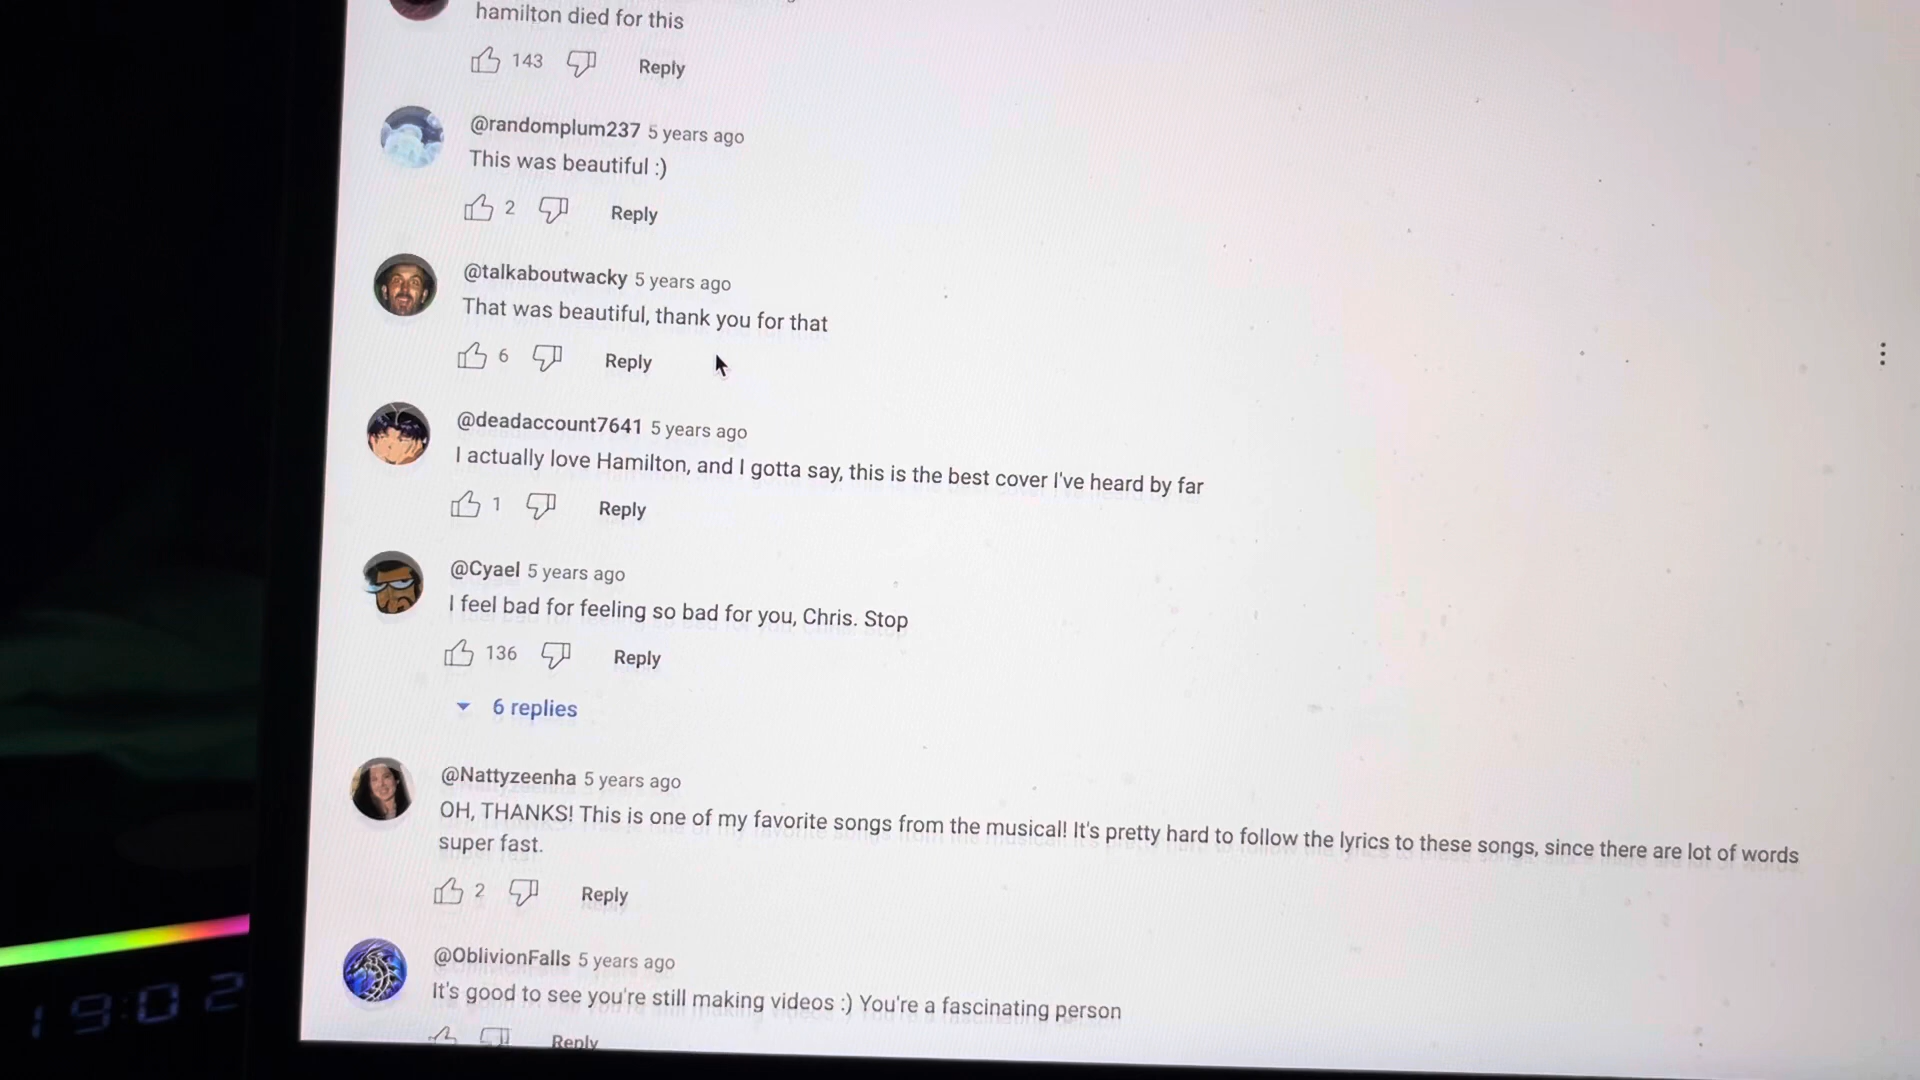 hamilton died for this
143 Reply
@randomplum237 5 years ago
This was beautiful :)
2 Reply
@talkaboutwacky 5 years ago
That was beautiful, thank you for that
6 Reply
@deadaccount7641 5 years ago
I actually love Hamilton, and I gotta say, this is the best cover I've heard by far
1 Reply
@Cyael 5 years ago
I feel bad for feeling so bad for you, Chris. Stop
136 Reply
6 replies
@Nattyzeenha 5 years ago
OH, THANKS! This is one of my favorite songs from the musical! It's pretty hard to follow the lyrics to these songs, since there are lot of words
super fast.
2 Reply
@OblivionFalls 5 years ago
It's good to see you're still making videos :) You're a fascinating person
Reply
19:02